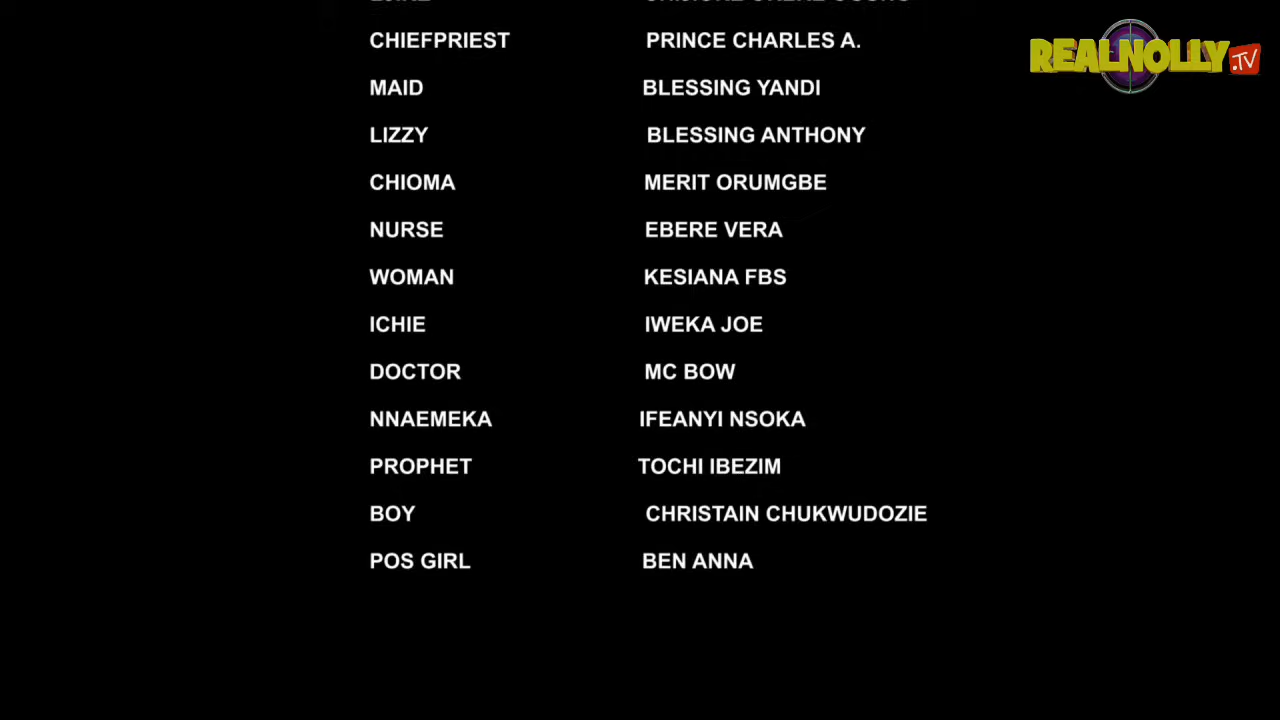 REALNOLLY.TV
CHIEFPRIEST PRINCE CHARLES A.
MAID BLESSING YANDI
LIZZY BLESSING ANTHONY
CHIOMA MERIT ORUMGBE
NURSE EBERE VERA
WOMAN KESIANA FBS
ICHIE IWEKA JOE
DOCTOR MC BOW
NNAEMEKA IFEANYI NSOKA
PROPHET TOCHI IBEZIM
BOY CHRISTAIN CHUKWUDOZIE
POS GIRL BEN ANNA